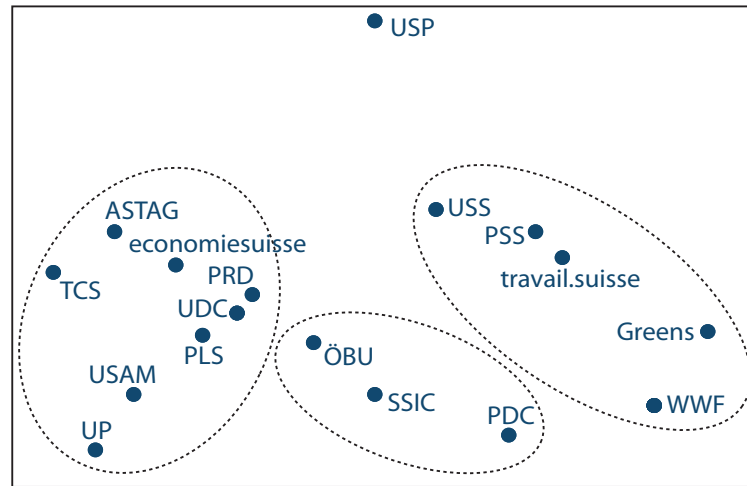 USP
ASTAG
USS
economiesuisse
PSS
PRD
travail.suisse
TCS
UDC
Greens
PLS
ÖBU
USAM
SSIC
PDC
WWF
UP